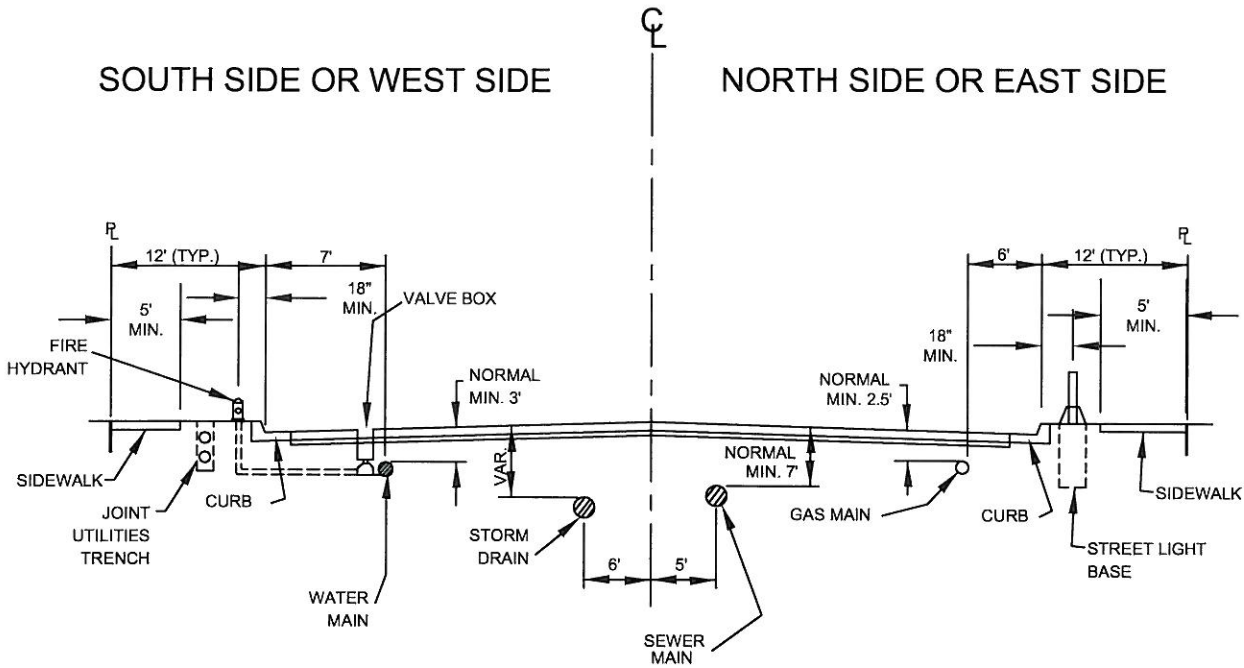 CL
SOUTH SIDE OR WEST SIDE
NORTH SIDE OR EAST SIDE
PL
12' (TYP.)
7'
5'
MIN.
18"
MIN.
VALVE BOX
FIRE
HYDRANT
NORMAL
MIN. 3'
SIDEWALK
JOINT
UTILITIES
TRENCH
CURB
WATER
MAIN
VAR.
STORM
DRAIN
6'
5'
SEWER
MAIN
NORMAL
MIN. 7'
NORMAL
MIN. 2.5'
GAS MAIN
6'
12' (TYP.)
PL
18"
MIN.
5'
MIN.
CURB
SIDEWALK
STREET LIGHT
BASE